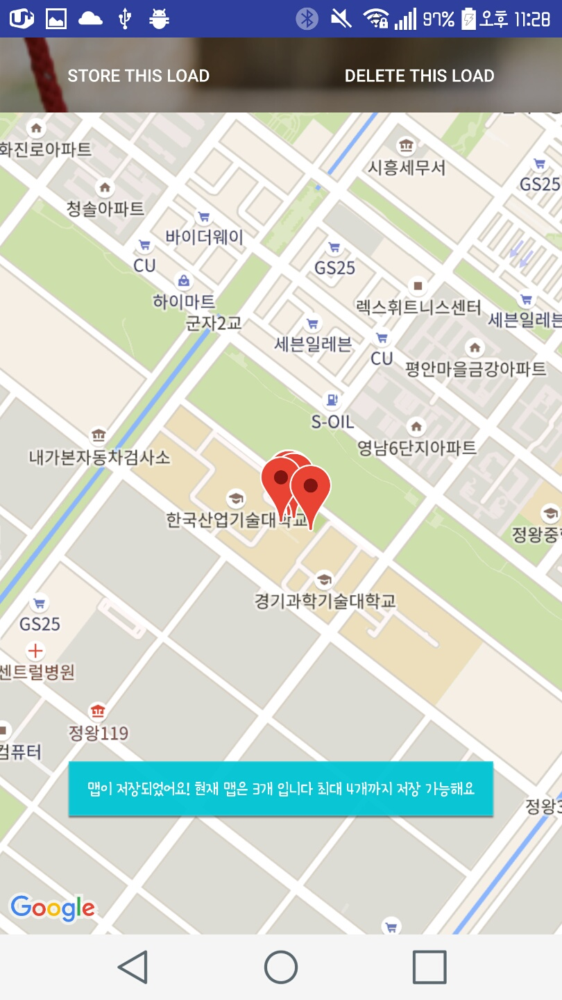 97% 오후 11:28
STORE THIS LOAD
DELETE THIS LOAD
화진로아파트
시흥세무서
GS25
청솔아파트
바이더웨이
CU
GS25
하이마트
렉스휘트니스센터
군자2교
세븐일레븐
세븐일레븐
CU
평안마을금강아파트
S-OIL
영남6단지아파트
내가본자동차검사소
한국산업기술대학교
정왕중학
경기과학기술대학교
GS25
센트럴병원
정왕119
컴퓨터
맵이 저장되었어요! 현재 맵은 3개 입니다 최대 4개까지 저장 가능해요
정왕3
Google